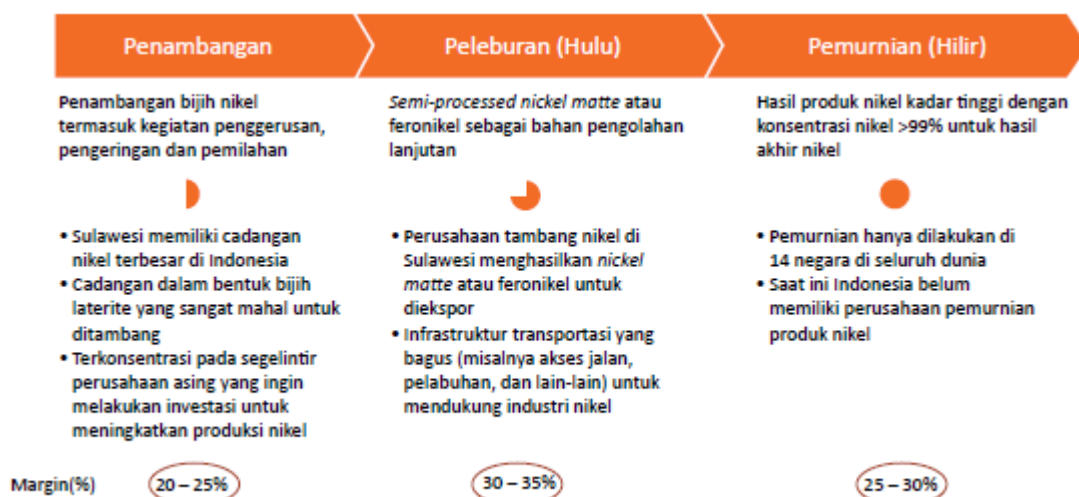 Penambangan
Peleburan (Hulu)
Pemurnian (Hilir)
Penambangan bijih nikel
termasuk kegiatan penggerusan,
pengeringan dan pemilahan
Semi-processed nickel matte atau
feronikel sebagai bahan pengolahan
lanjutan
Hasil produk nikel kadar tinggi dengan
konsentrasi nikel >99% untuk hasil
akhir nikel
• Sulawesi memiliki cadangan
nikel terbesar di Indonesia
• Cadangan dalam bentuk bijih
laterite yang sangat mahal untuk
ditambang
• Terkonsentrasi pada segelintir
perusahaan asing yang ingin
melakukan investasi untuk
meningkatkan produksi nikel
• Perusahaan tambang nikel di
Sulawesi menghasilkan nickel
matte atau feronikel untuk
diekspor
• Infrastruktur transportasi yang
bagus (misalnya akses jalan,
pelabuhan, dan lain-lain) untuk
mendukung industri nikel
• Pemurnian hanya dilakukan di
14 negara di seluruh dunia
• Saat ini Indonesia belum
memiliki perusahaan pemurnian
produk nikel
Margin(%)
20 – 25%
30 – 35%
25 – 30%